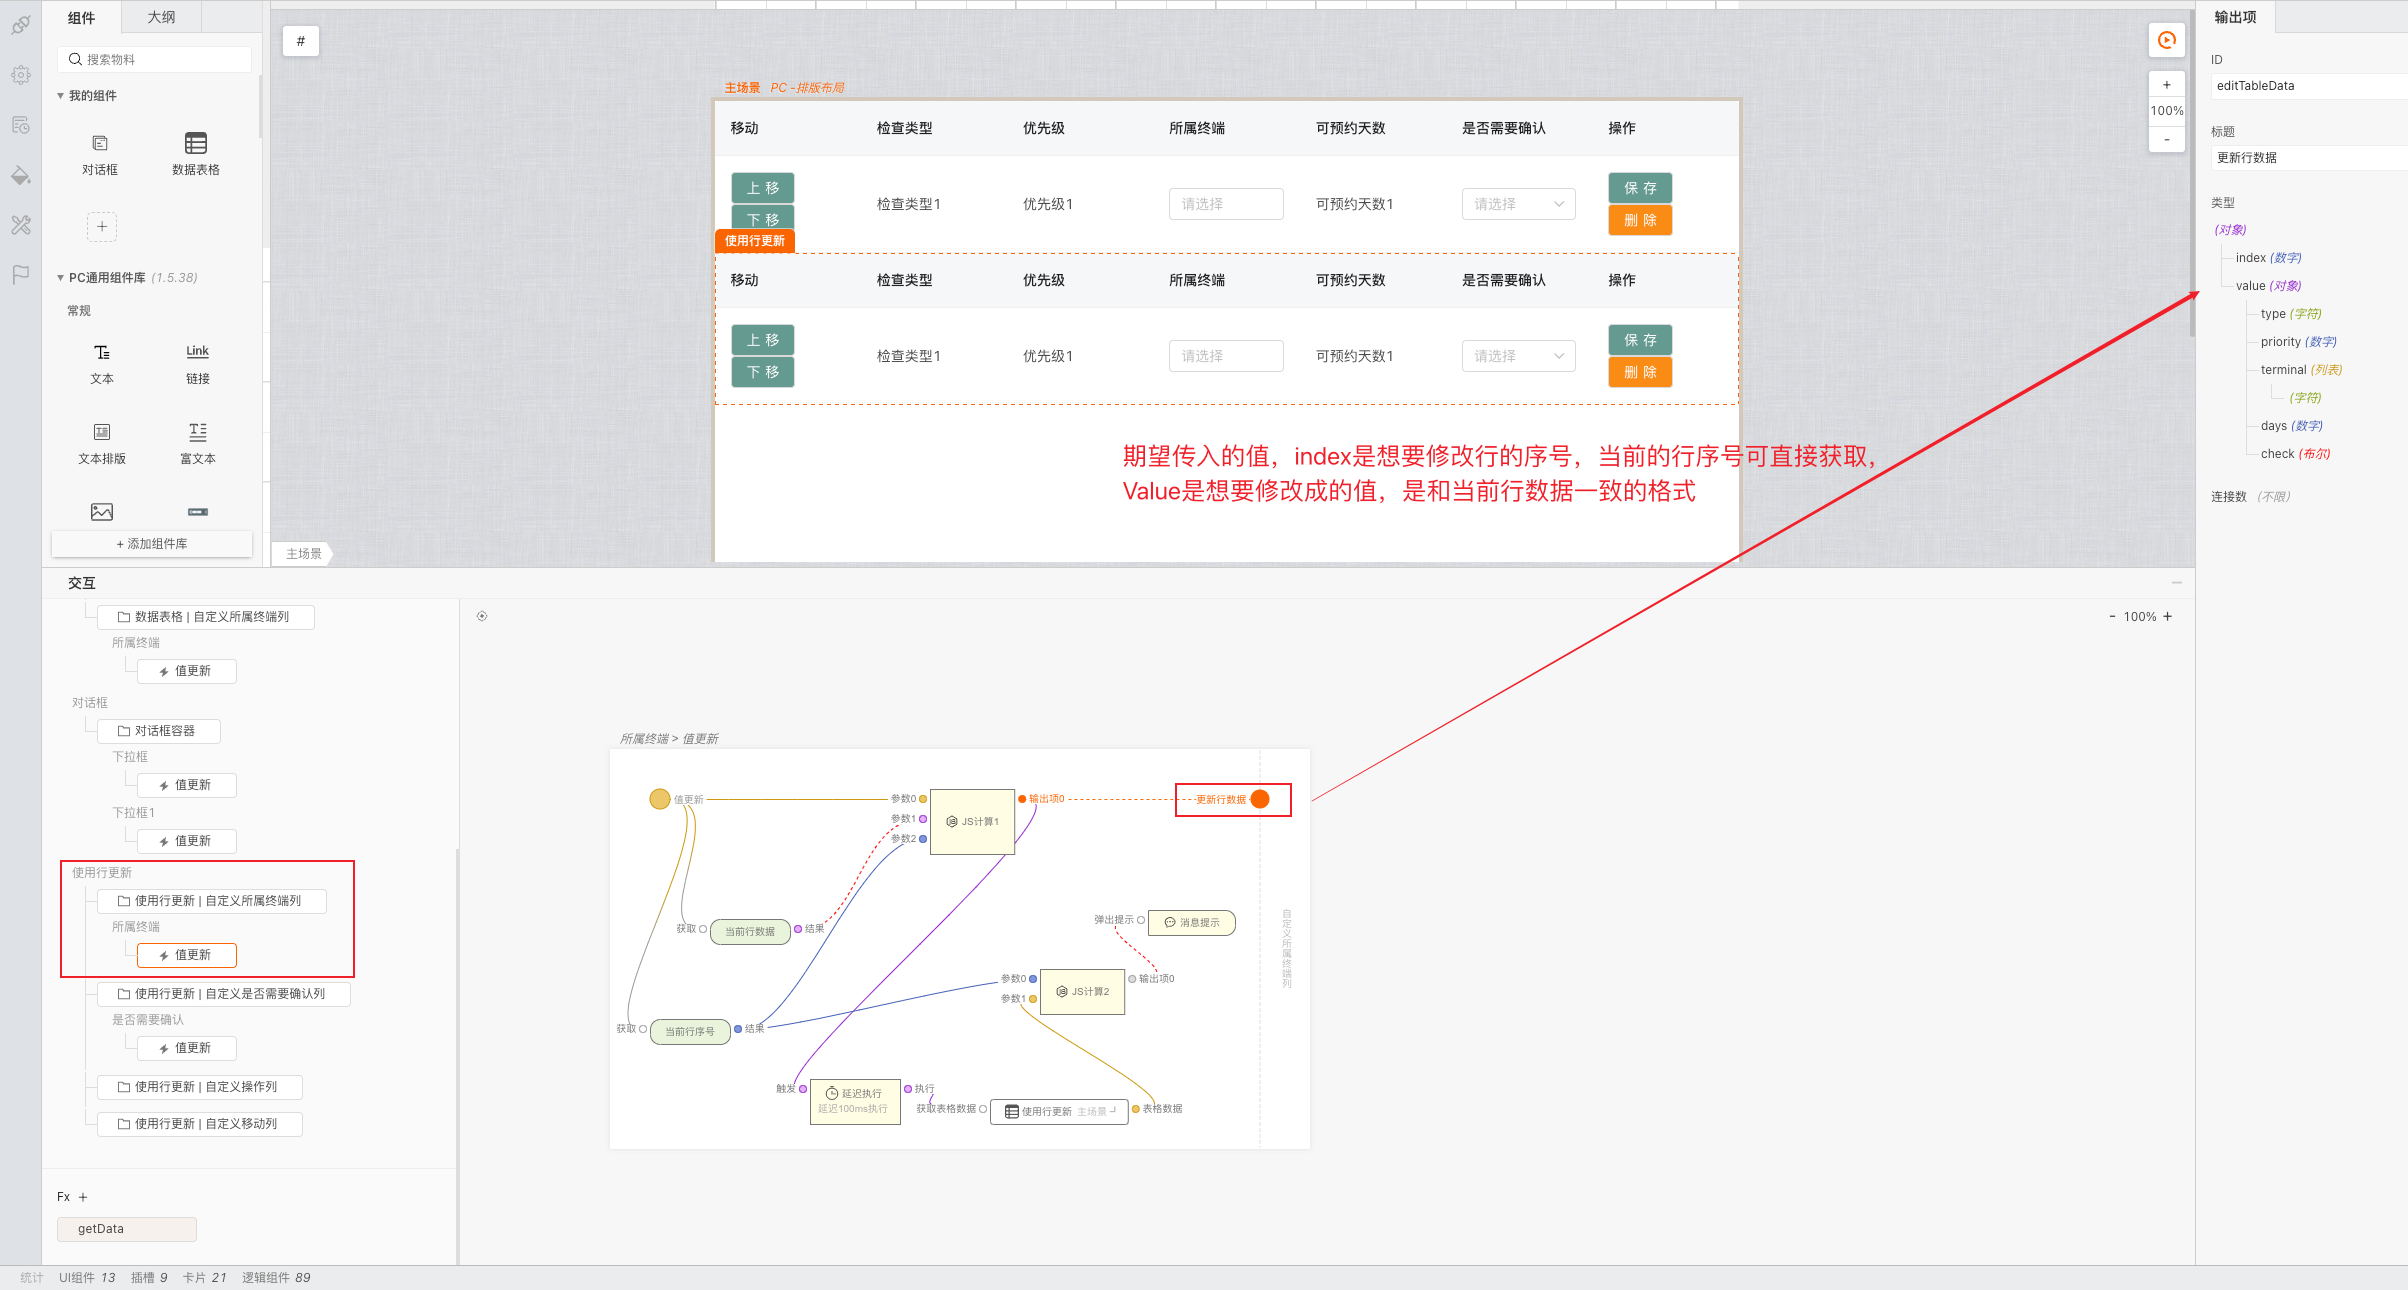 组件
大纲
搜索物料
我的组件
对话框
数据表格
+
PC通用组件库 (1.5.38)
常规
文本
Link
链接
文本排版
富文本
+ 添加组件库
#
主场景 PC -排版布局
移动 检查类型 优先级 所属终端 可预约天数 是否需要确认 操作
上 移
下 移
检查类型1 优先级1 请选择 可预约天数1 请选择
保 存
删 除
使用行更新
移动 检查类型 优先级 所属终端 可预约天数 是否需要确认 操作
上 移
下 移
检查类型1 优先级1 请选择 可预约天数1 请选择
保 存
删 除
期望传入的值，index是想要修改行的序号，当前的行序号可直接获取，
Value是想要修改成的值，是和当前行数据一致的格式
主场景
+
100%
-
输出项
ID
editTableData
标题
更新行数据
类型
(对象)
index (数字)
value (对象)
type (字符)
priority (数字)
terminal (列表)
(字符)
days (数字)
check (布尔)
连接数 (不限)
交互
数据表格 | 自定义所属终端列
所属终端
值更新
对话框
对话框容器
下拉框
值更新
下拉框1
值更新
使用行更新
使用行更新 | 自定义所属终端列
所属终端
值更新
使用行更新 | 自定义是否需要确认列
是否需要确认
值更新
使用行更新 | 自定义操作列
使用行更新 | 自定义移动列
Fx +
getData
- 100% +
所属终端 > 值更新
值更新
参数0
参数1
参数2
JS计算1
输出项0
更新行数据
获取 当前行数据 结果
弹出提示 消息提示
参数0
参数1
JS计算2
输出项0
获取 当前行序号 结果
触发 延迟执行 执行
延迟100ms执行
获取表格数据 使用行更新 主场景 表格数据
自定义所属终端列
统计 UI组件 13 插槽 9 卡片 21 逻辑组件 89